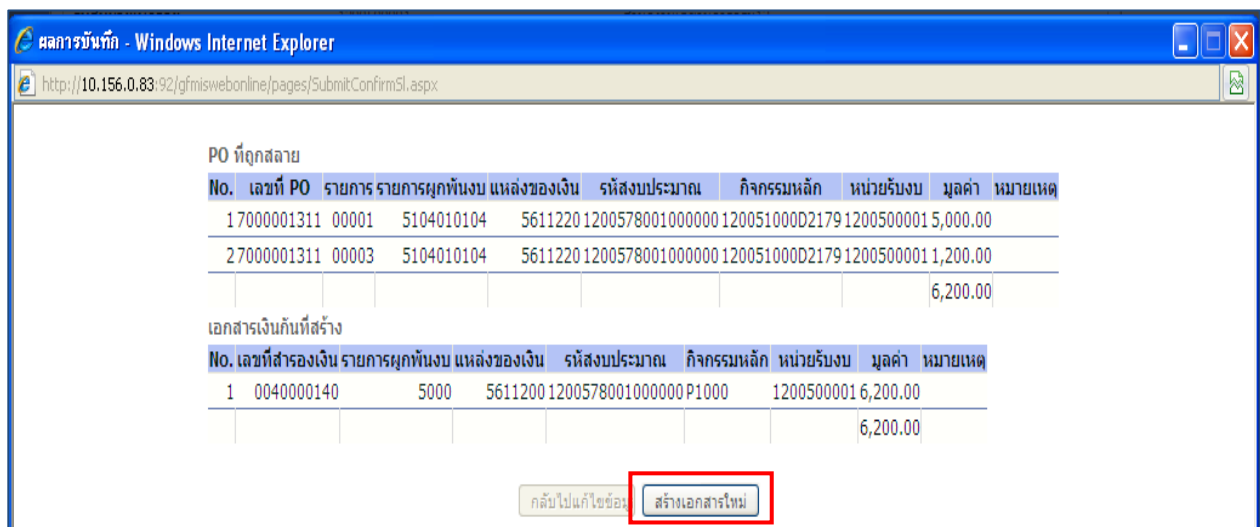 ผลการบันทึก - Windows Internet Explorer
http://10.156.0.83:92/gfmiswebonline/pages/SubmitConfirmSl.aspx
PO ที่ถูกสลาย
No. เลขที่ PO รายการ รายการผูกพันงบ แหล่งของเงิน รหัสงบประมาณ กิจกรรมหลัก หน่วยรับงบ มูลค่า หมายเหตุ
1 7000001311 00001 5104010104 5611220 1200578001000000 120051000D2179 1200500001 5,000.00
2 7000001311 00003 5104010104 5611220 1200578001000000 120051000D2179 1200500001 1,200.00
6,200.00
เอกสารเงินกันที่สร้าง
No. เลขที่สำรองเงิน รายการผูกพันงบ แหล่งของเงิน รหัสงบประมาณ กิจกรรมหลัก หน่วยรับงบ มูลค่า หมายเหตุ
1 0040000140 5000 5611200 1200578001000000 P1000 1200500001 6,200.00
6,200.00
กลับไปแก้ไขข้อมู สร้างเอกสารใหม่